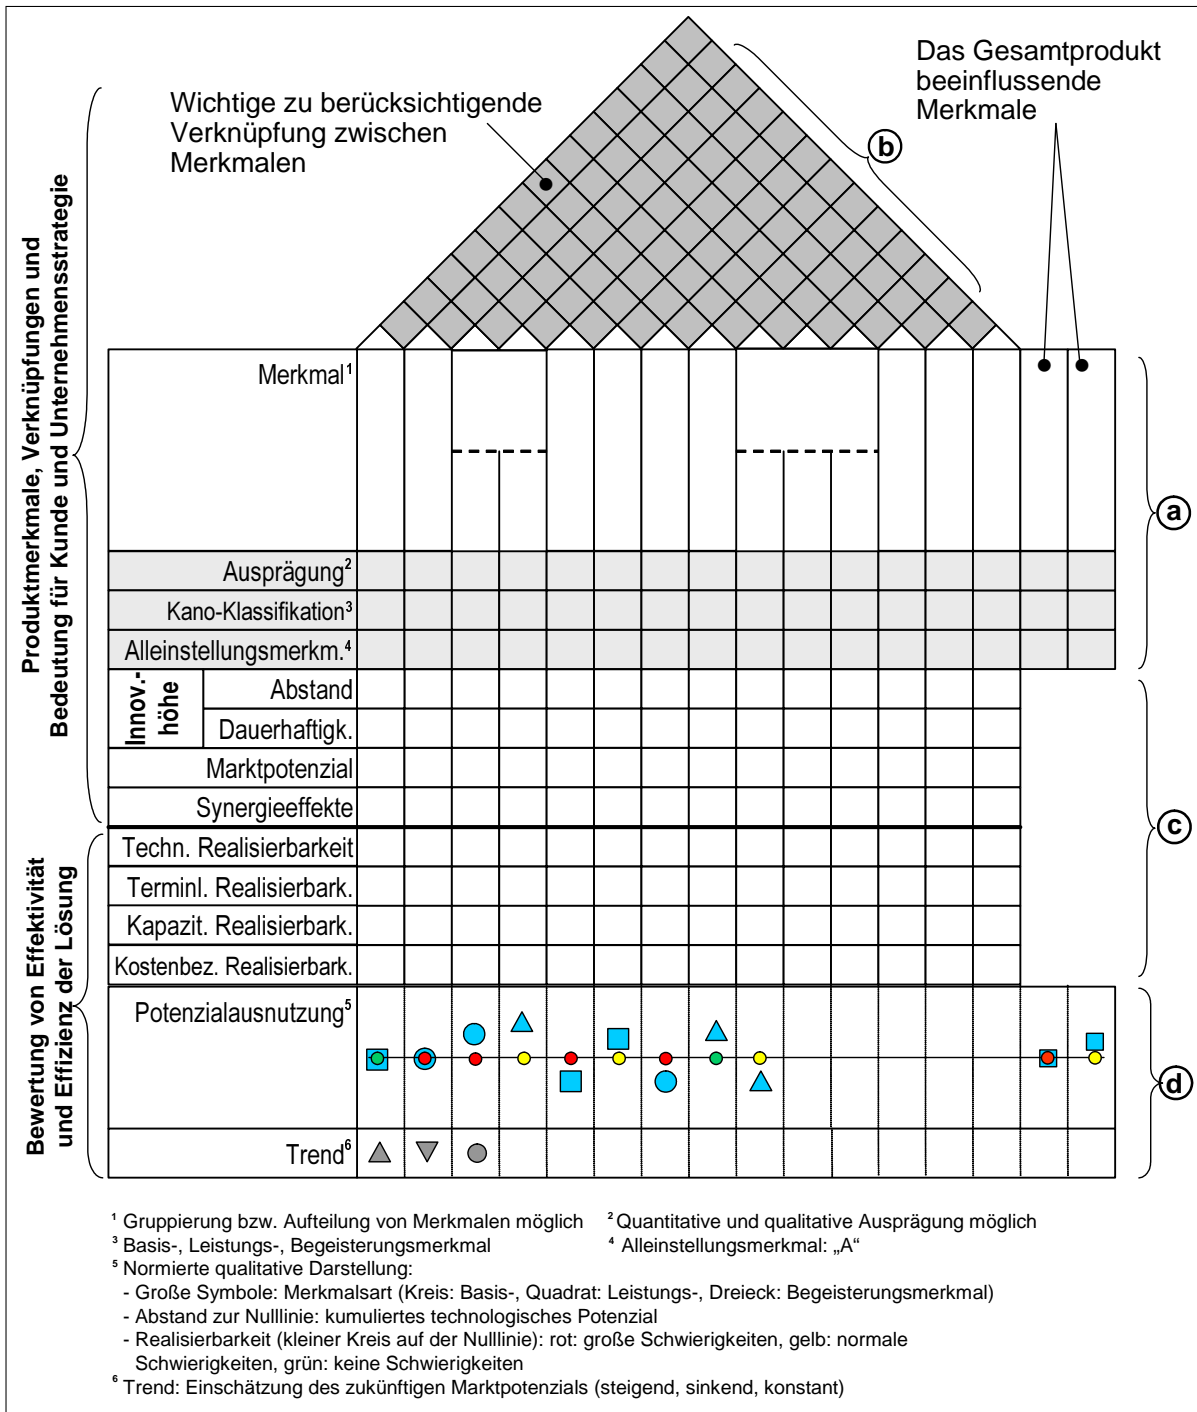 Wichtige zu berücksichtigende
Verknüpfung zwischen
Merkmalen
Das Gesamtprodukt
beeinflussende
Merkmale
b
Produktmerkmale, Verknüpfungen und
Bedeutung für Kunde und Unternehmensstrategie
Merkmal¹
a
Ausprägung²
Kano-Klassifikation³
Alleinstellungsmerkm.⁴
Innov.-
höhe
Abstand
Dauerhaftigk.
Marktpotenzial
Synergieeffekte
c
Bewertung von Effektivität
und Effizienz der Lösung
Techn. Realisierbarkeit
Terminl. Realisierbark.
Kapazit. Realisierbark.
Kostenbez. Realisierbark.
Potenzialausnutzung⁵
d
Trend⁶
¹ Gruppierung bzw. Aufteilung von Merkmalen möglich ² Quantitative und qualitative Ausprägung möglich
³ Basis-, Leistungs-, Begeisterungsmerkmal ⁴ Alleinstellungsmerkmal: „A“
⁵ Normierte qualitative Darstellung:
- Große Symbole: Merkmalsart (Kreis: Basis-, Quadrat: Leistungs-, Dreieck: Begeisterungsmerkmal)
- Abstand zur Nulllinie: kumuliertes technologisches Potenzial
- Realisierbarkeit (kleiner Kreis auf der Nulllinie): rot: große Schwierigkeiten, gelb: normale
Schwierigkeiten, grün: keine Schwierigkeiten
⁶ Trend: Einschätzung des zukünftigen Marktpotenzials (steigend, sinkend, konstant)